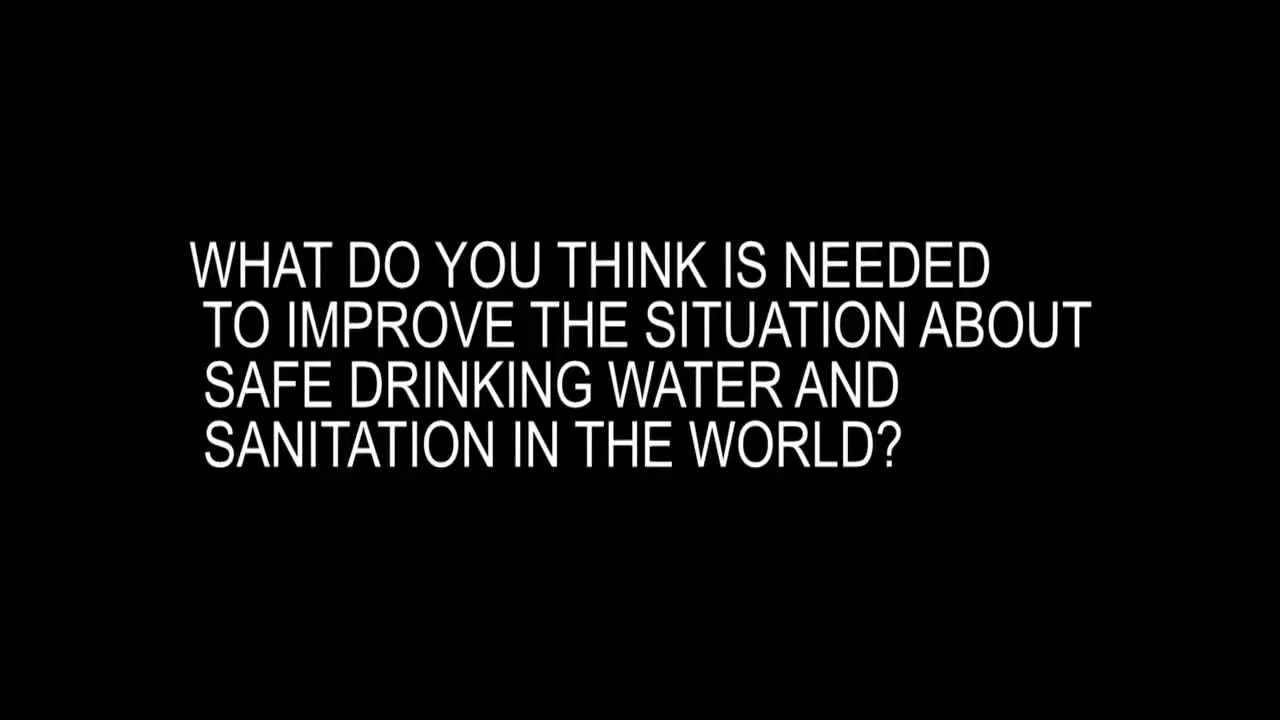 WHAT DO YOU THINK IS NEEDED
TO IMPROVE THE SITUATION ABOUT
SAFE DRINKING WATER AND
SANITATION IN THE WORLD?